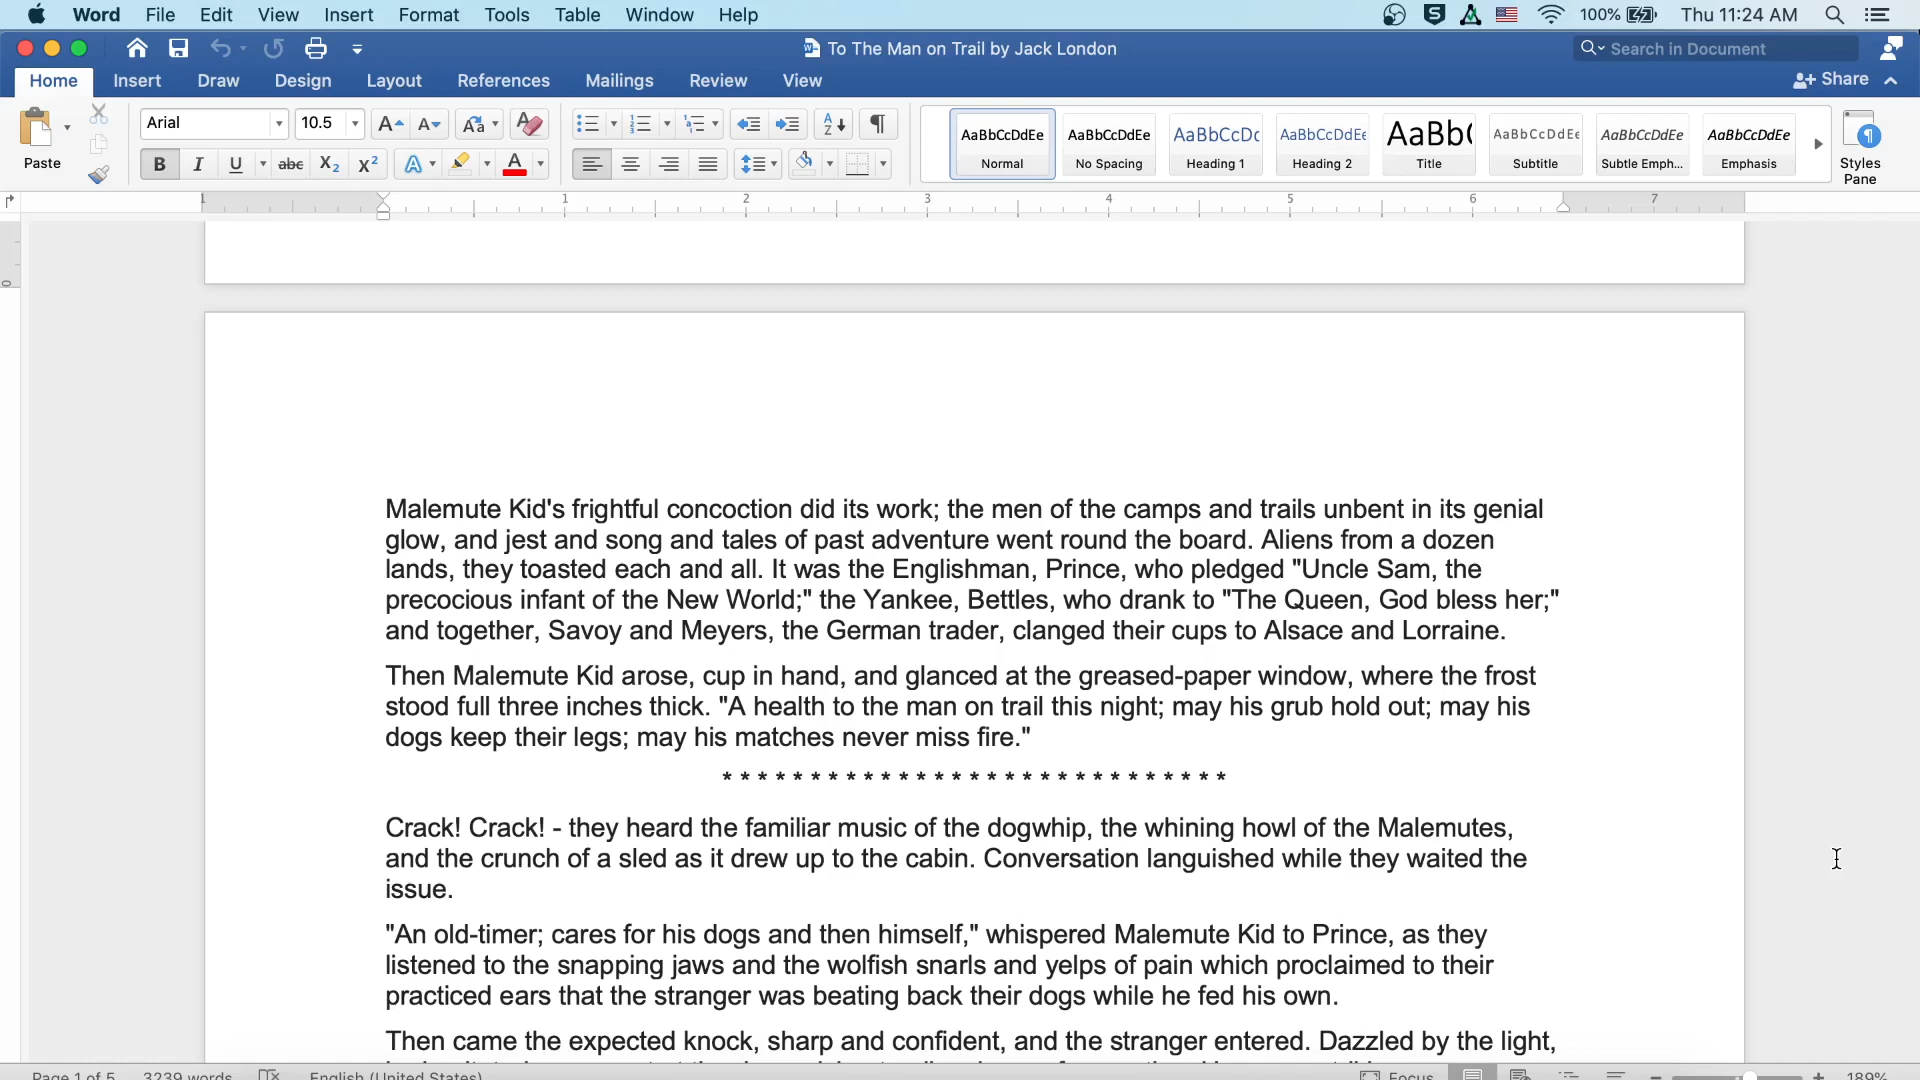 Word File Edit View Insert Format Tools Table Window Help 100% Thu 11:24 AM
To The Man on Trail by Jack London Search in Document
Home Insert Draw Design Layout References Mailings Review View Share
Paste Arial 10.5
AaBbCcDdEe AaBbCcDdEe AaBbCcDc AaBbCcDdEe AaBb( AaBbCcDdEe AaBbCcDdEe AaBbCcDdEe
Normal No Spacing Heading 1 Heading 2 Title Subtitle Subtle Emph... Emphasis Styles Pane
1 1 2 3 4 5 6 7
0
Malemute Kid's frightful concoction did its work; the men of the camps and trails unbent in its genial
glow, and jest and song and tales of past adventure went round the board. Aliens from a dozen
lands, they toasted each and all. It was the Englishman, Prince, who pledged "Uncle Sam, the
precocious infant of the New World;" the Yankee, Bettles, who drank to "The Queen, God bless her;"
and together, Savoy and Meyers, the German trader, clanged their cups to Alsace and Lorraine.
Then Malemute Kid arose, cup in hand, and glanced at the greased-paper window, where the frost
stood full three inches thick. "A health to the man on trail this night; may his grub hold out; may his
dogs keep their legs; may his matches never miss fire."
* * * * * * * * * * * * * * * * * * * * * * * * * * * * *
Crack! Crack! - they heard the familiar music of the dogwhip, the whining howl of the Malemutes,
and the crunch of a sled as it drew up to the cabin. Conversation languished while they waited the
issue.
"An old-timer; cares for his dogs and then himself," whispered Malemute Kid to Prince, as they
listened to the snapping jaws and the wolfish snarls and yelps of pain which proclaimed to their
practiced ears that the stranger was beating back their dogs while he fed his own.
Then came the expected knock, sharp and confident, and the stranger entered. Dazzled by the light,
Page 1 of 5 3239 words English (United States) Focus 189%